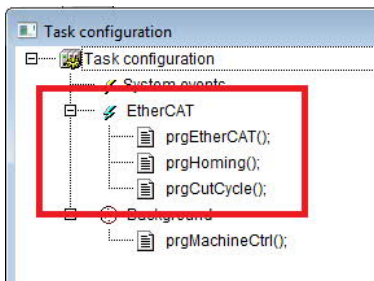 Task configuration
Task configuration
System events
EtherCAT
prgEtherCAT();
prgHoming();
prgCutCycle();
Background
prgMachineCtrl();